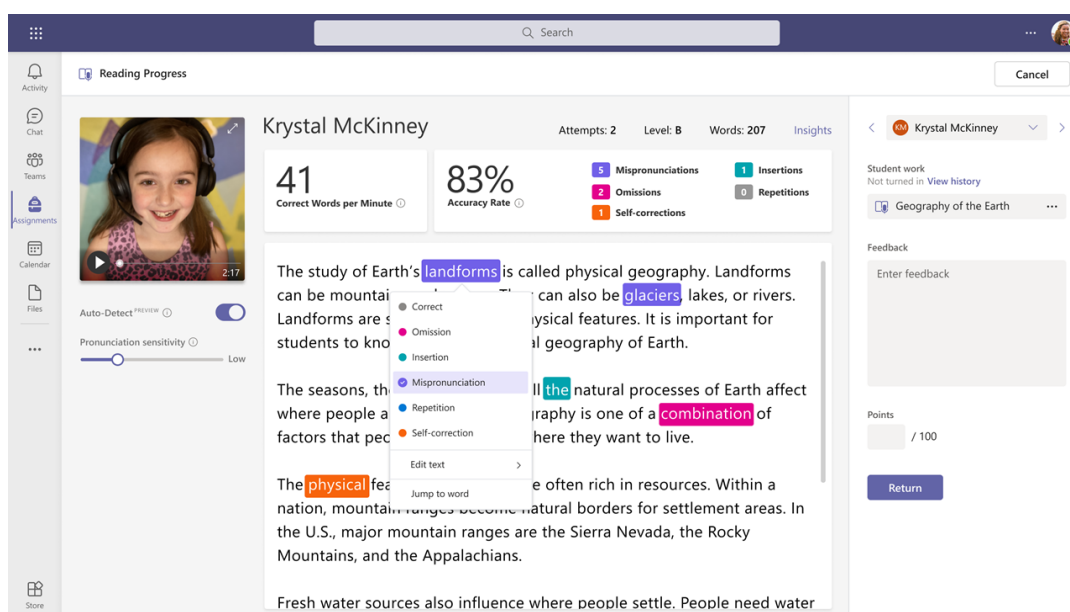 Search
Activity
Chat
Teams
Assignments
Calendar
Files
Store
Reading Progress
Cancel
2:17
Auto-Detect PREVIEW
Pronunciation sensitivity
Low
Krystal McKinney
Attempts: 2 Level: B Words: 207 Insights
41
Correct Words per Minute
83%
Accuracy Rate
5 Mispronunciations
2 Omissions
1 Self-corrections
1 Insertions
0 Repetitions
The study of Earth's landforms is called physical geography. Landforms
can be mountai can also be glaciers, lakes, or rivers.
Landforms are s ysical features. It is important for
students to kno al geography of Earth.
The seasons, th ll the natural processes of Earth affect
where people a raphy is one of a combination of
factors that peo here they want to live.
The physical fea e often rich in resources. Within a
nation, mountain ranges become natural borders for settlement areas. In
the U.S., major mountain ranges are the Sierra Nevada, the Rocky
Mountains, and the Appalachians.
Fresh water sources also influence where people settle. People need water
Correct
Omission
Insertion
Mispronunciation
Repetition
Self-correction
Edit text
Jump to word
KM Krystal McKinney
Student work
Not turned in View history
Geography of the Earth
Feedback
Enter feedback
Points
/ 100
Return